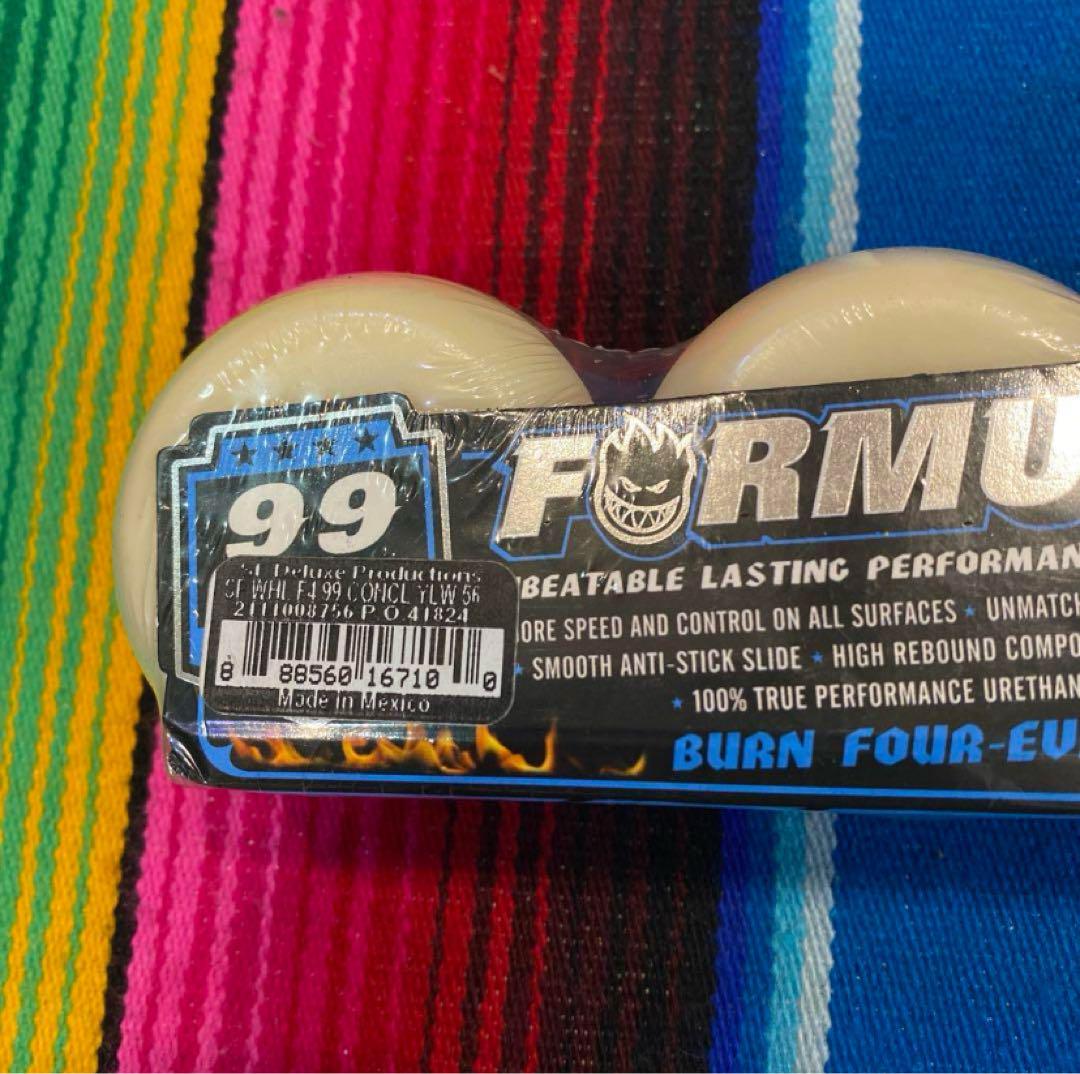 99
FORMU
BEATABLE LASTING PERFORMAN
ORE SPEED AND CONTROL ON ALL SURFACES ★ UNMATCH
★ SMOOTH ANTI-STICK SLIDE ★ HIGH REBOUND COMPO
★ 100% TRUE PERFORMANCE URETHAN
BURN FOUR-EV
SF Deluxe Productions
SF WHL F4 99 CONCL YLW 56
2111008756 P.O.41824
8 88560 16710 0
Made in Mexico